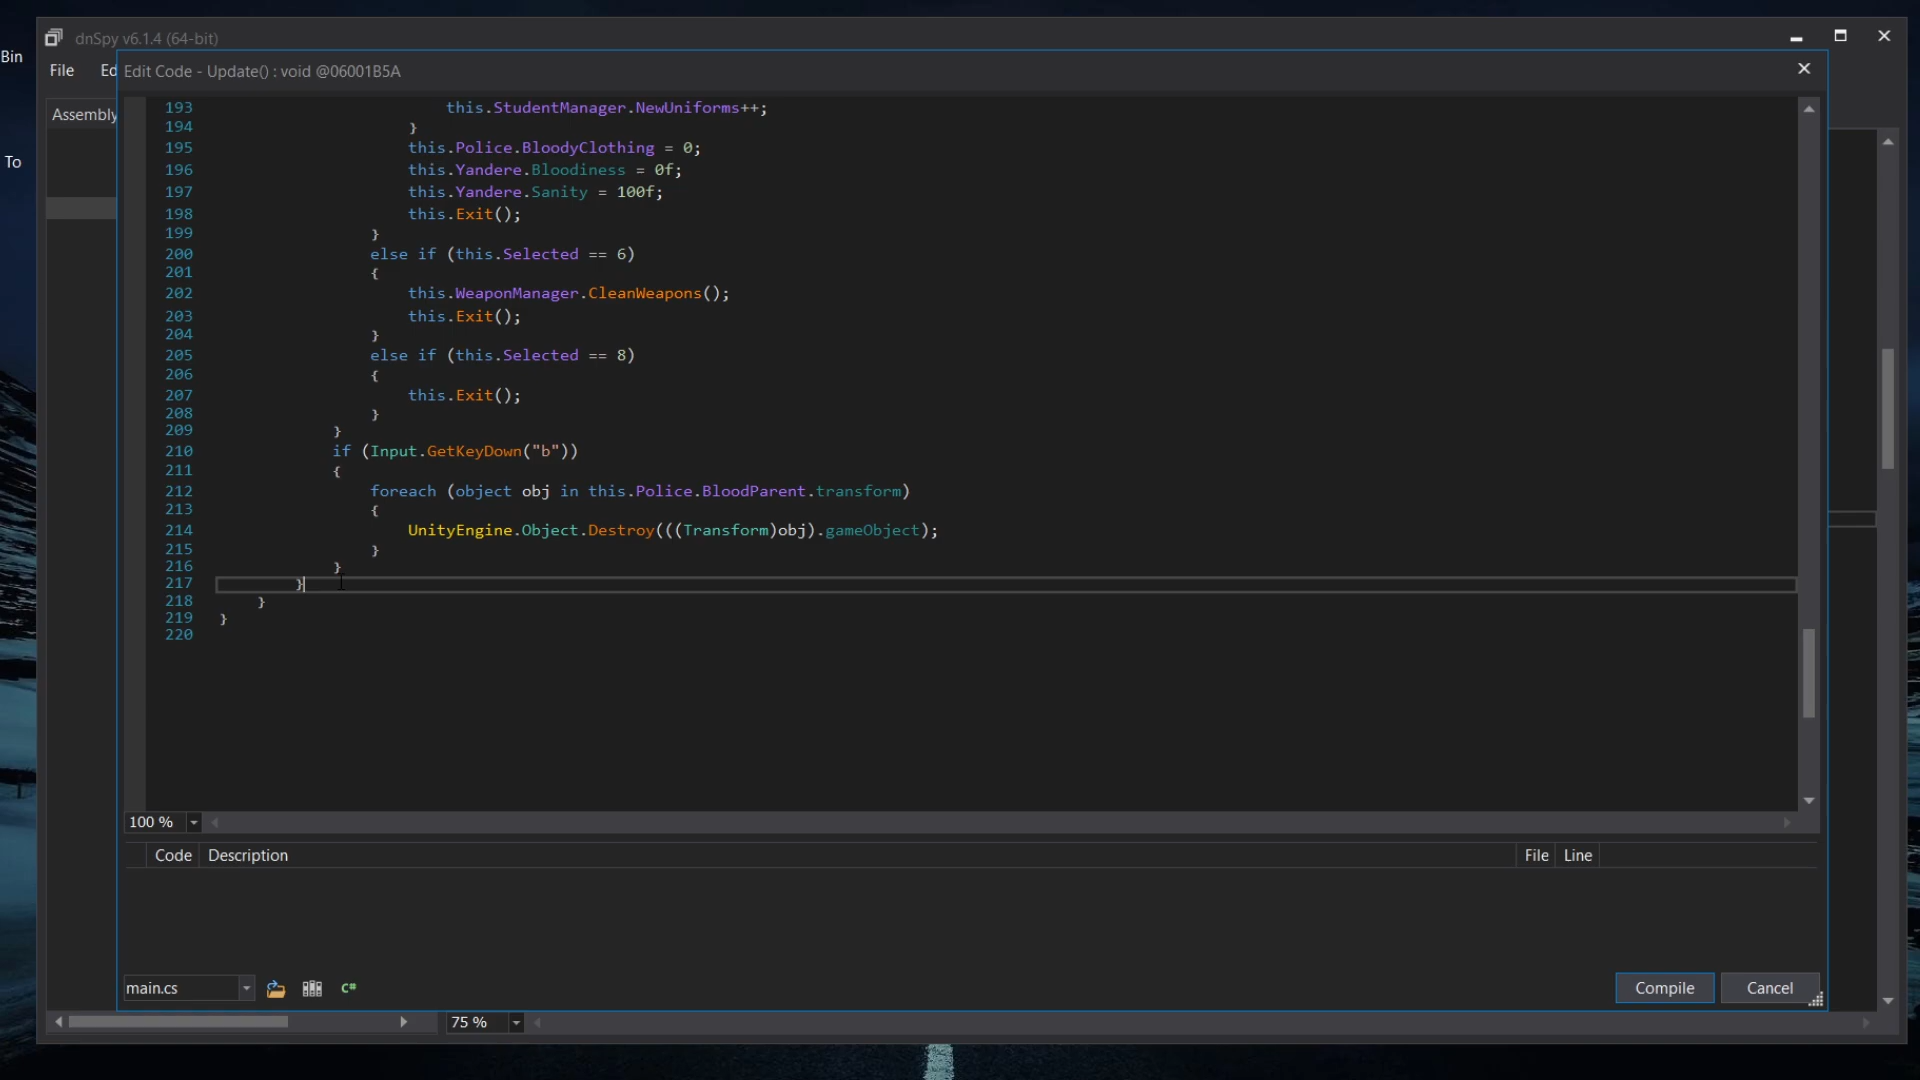 Bin
To
dnSpy v6.1.4 (64-bit)
File Ed
Edit Code - Update() : void @06001B5A
Assembly
193 this.StudentManager.NewUniforms++;
194 }
195 this.Police.BloodyClothing = 0;
196 this.Yandere.Bloodiness = 0f;
197 this.Yandere.Sanity = 100f;
198 this.Exit();
199 }
200 else if (this.Selected == 6)
201 {
202 this.WeaponManager.CleanWeapons();
203 this.Exit();
204 }
205 else if (this.Selected == 8)
206 {
207 this.Exit();
208 }
209 }
210 if (Input.GetKeyDown("b"))
211 {
212 foreach (object obj in this.Police.BloodParent.transform)
213 {
214 UnityEngine.Object.Destroy(((Transform)obj).gameObject);
215 }
216 }
217 }
218 }
219 }
220
100 %
Code Description File Line
main.cs C# Compile Cancel
75 %